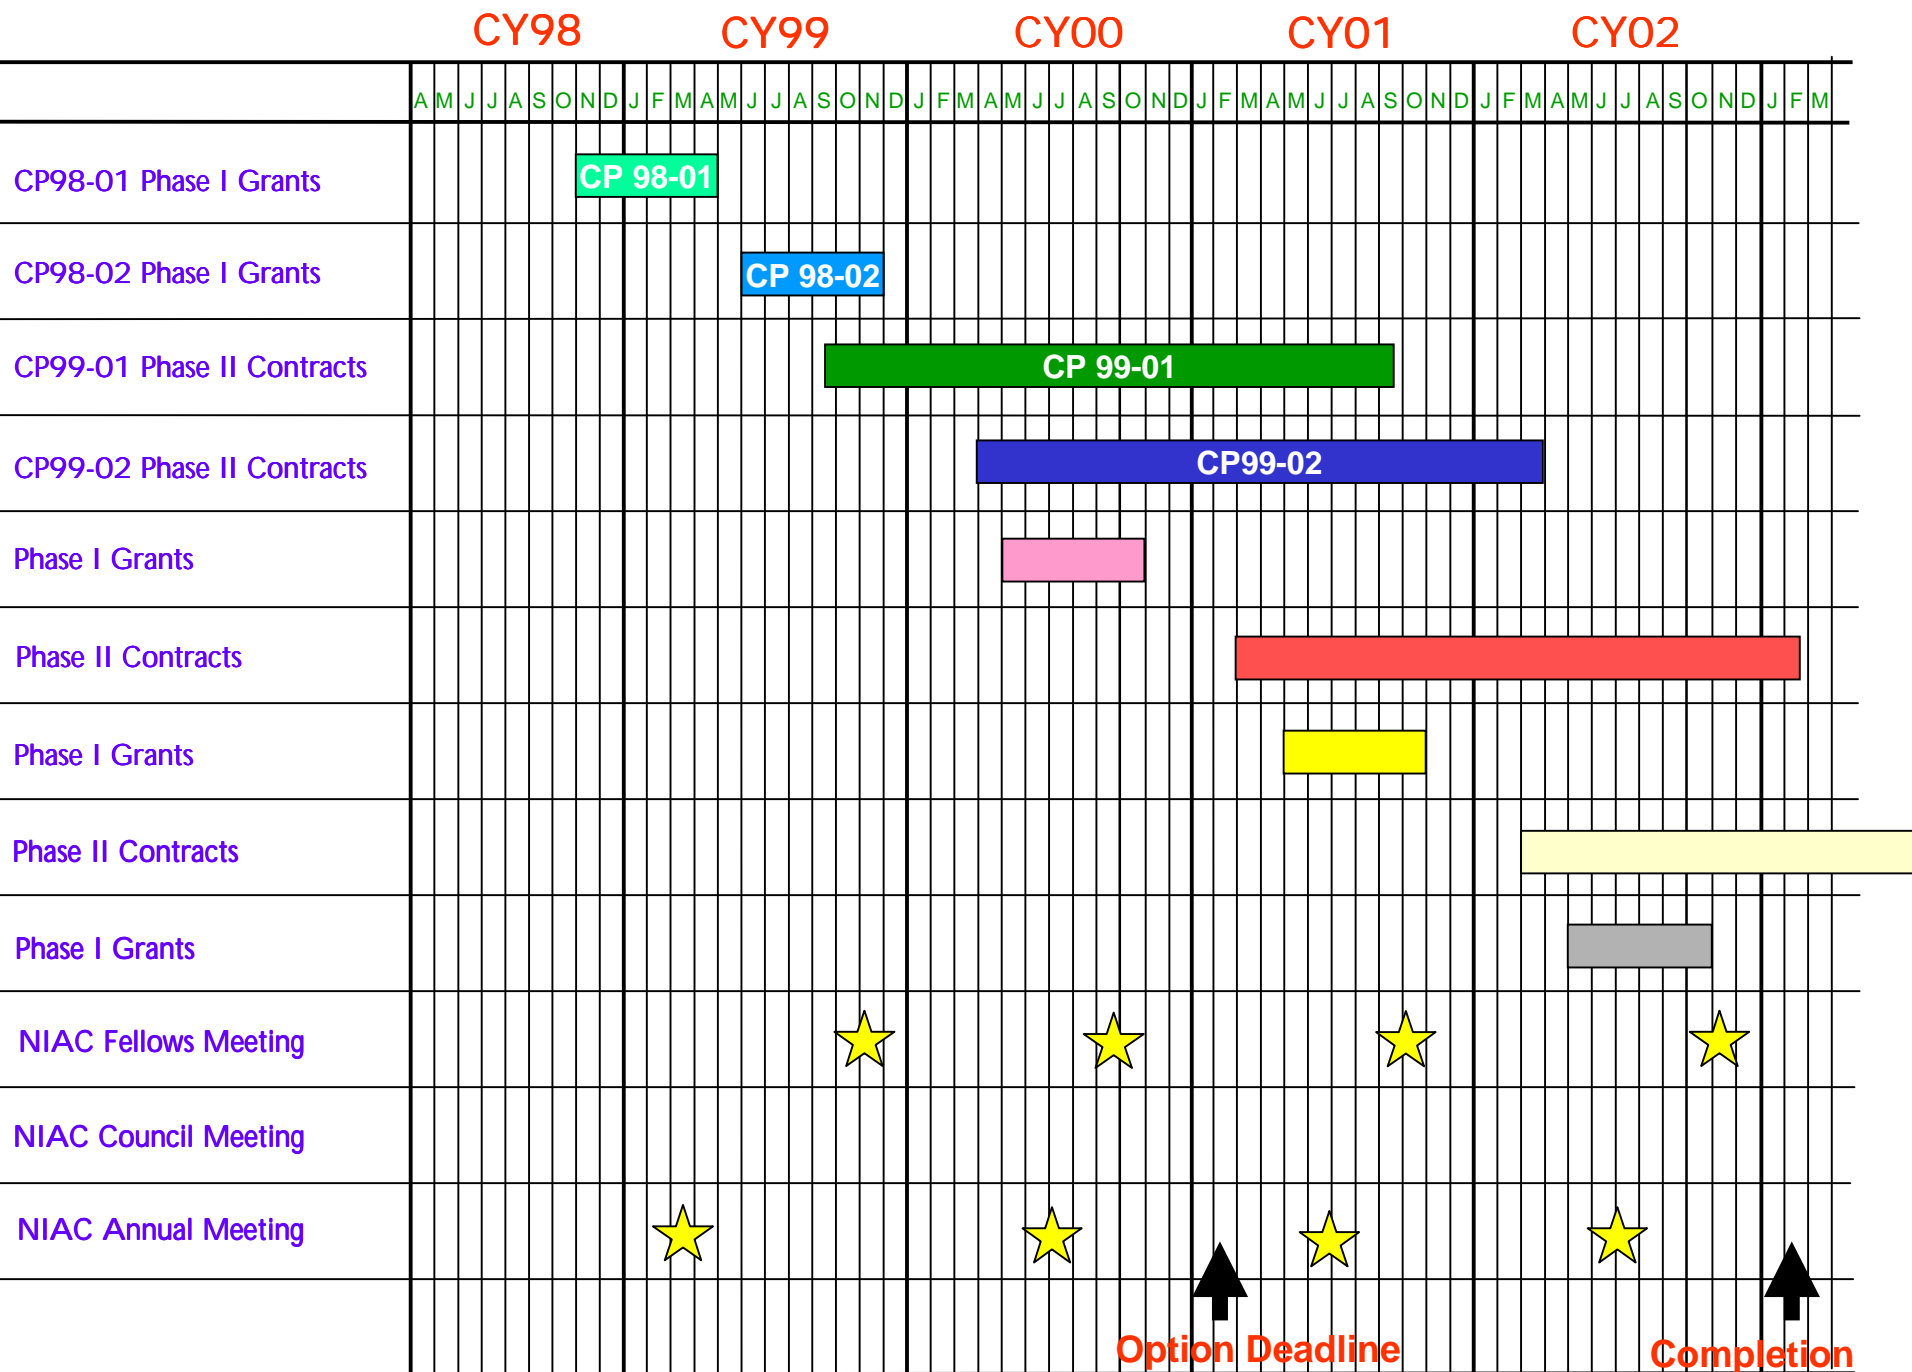 CY98 CY99 CY00 CY01 CY02
A M J J A S O N D J F M A M J J A S O N D J F M A M J J A S O N D J F M A M J J A S O N D J F M A M J J A S O N D J F M
CP98-01 Phase I Grants CP 98-01
CP98-02 Phase I Grants CP 98-02
CP99-01 Phase II Contracts CP 99-01
CP99-02 Phase II Contracts CP99-02
Phase I Grants
Phase II Contracts
Phase I Grants
Phase II Contracts
Phase I Grants
NIAC Fellows Meeting
NIAC Council Meeting
NIAC Annual Meeting
Option Deadline Completion